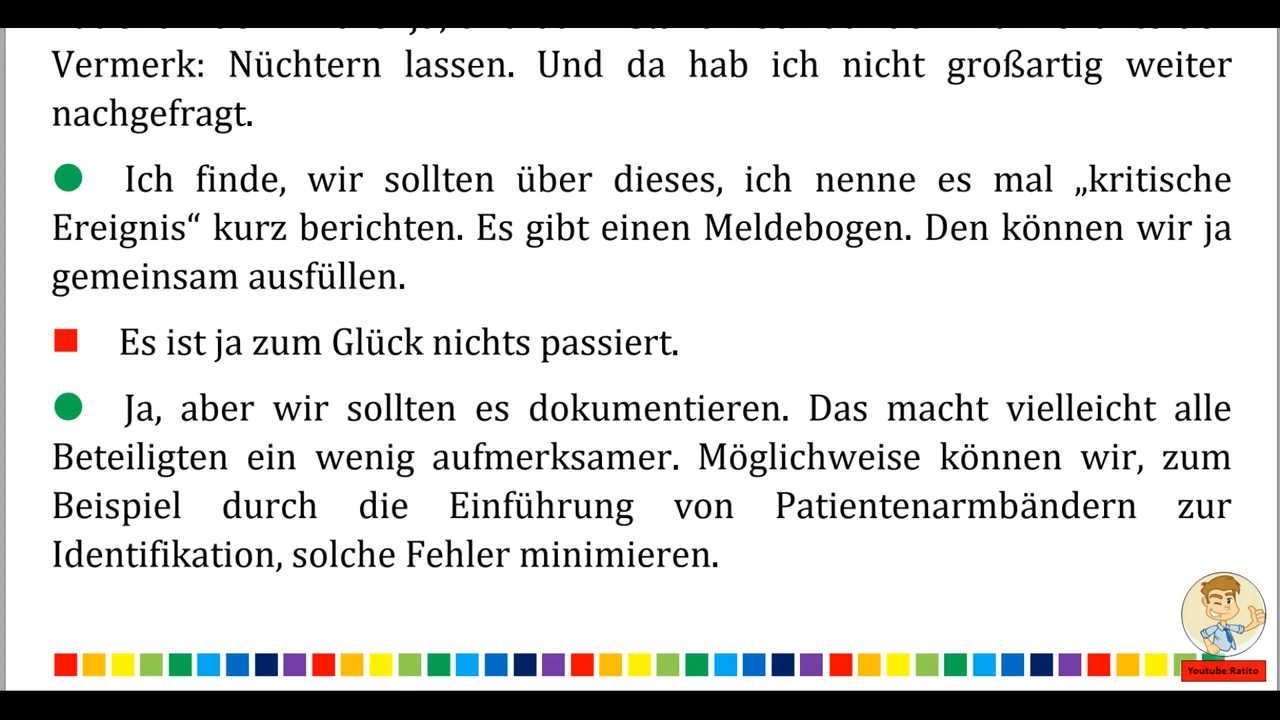 Vermerk: Nüchtern lassen. Und da hab ich nicht großartig weiter
nachgefragt.
Ich finde, wir sollten über dieses, ich nenne es mal „kritische
Ereignis“ kurz berichten. Es gibt einen Meldebogen. Den können wir ja
gemeinsam ausfüllen.
Es ist ja zum Glück nichts passiert.
Ja, aber wir sollten es dokumentieren. Das macht vielleicht alle
Beteiligten ein wenig aufmerksamer. Möglichweise können wir, zum
Beispiel durch die Einführung von Patientenarmbändern zur
Identifikation, solche Fehler minimieren.
Youtube:Ratito